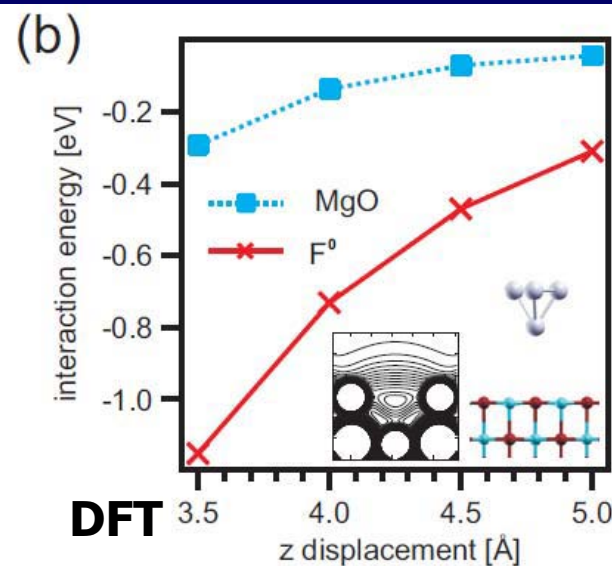 (b)
interaction energy [eV]
-0.2
-0.4
-0.6
-0.8
-1.0
MgO
F⁰
DFT
3.5 4.0 4.5 5.0
z displacement [Å]